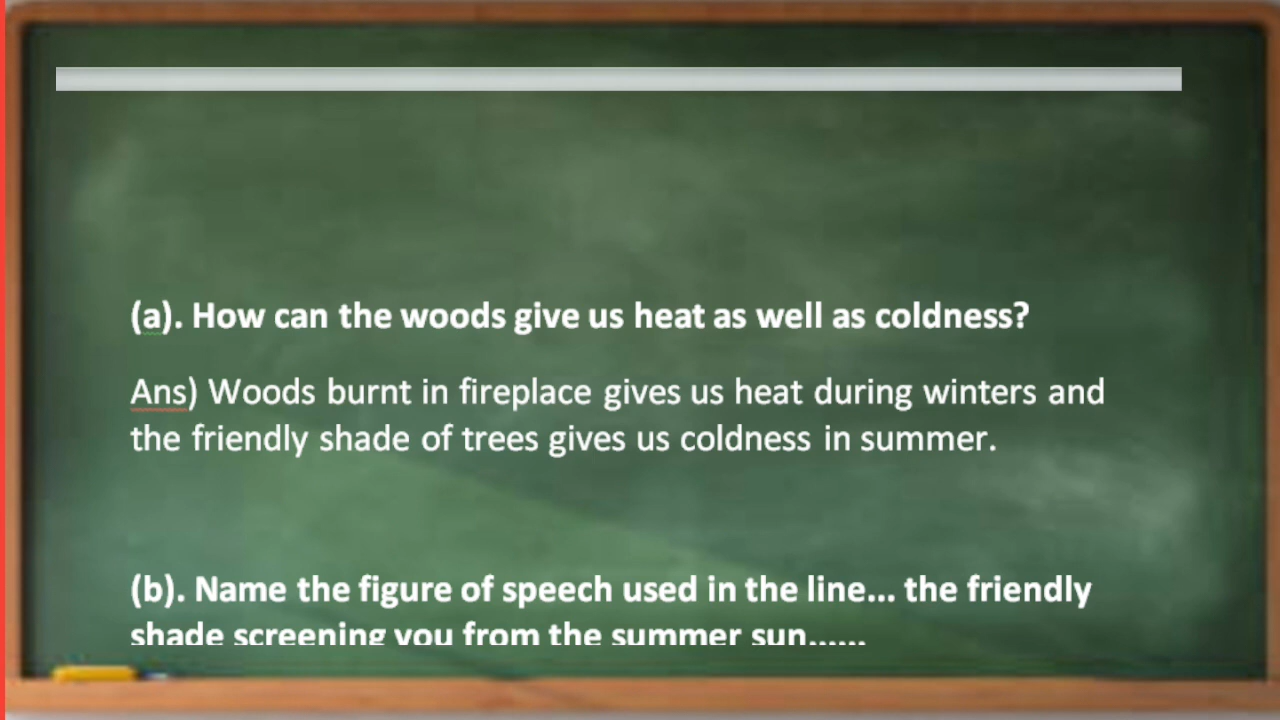 (a). How can the woods give us heat as well as coldness?
Ans) Woods burnt in fireplace gives us heat during winters and
the friendly shade of trees gives us coldness in summer.
(b). Name the figure of speech used in the line... the friendly
shade screening you from the summer sun......